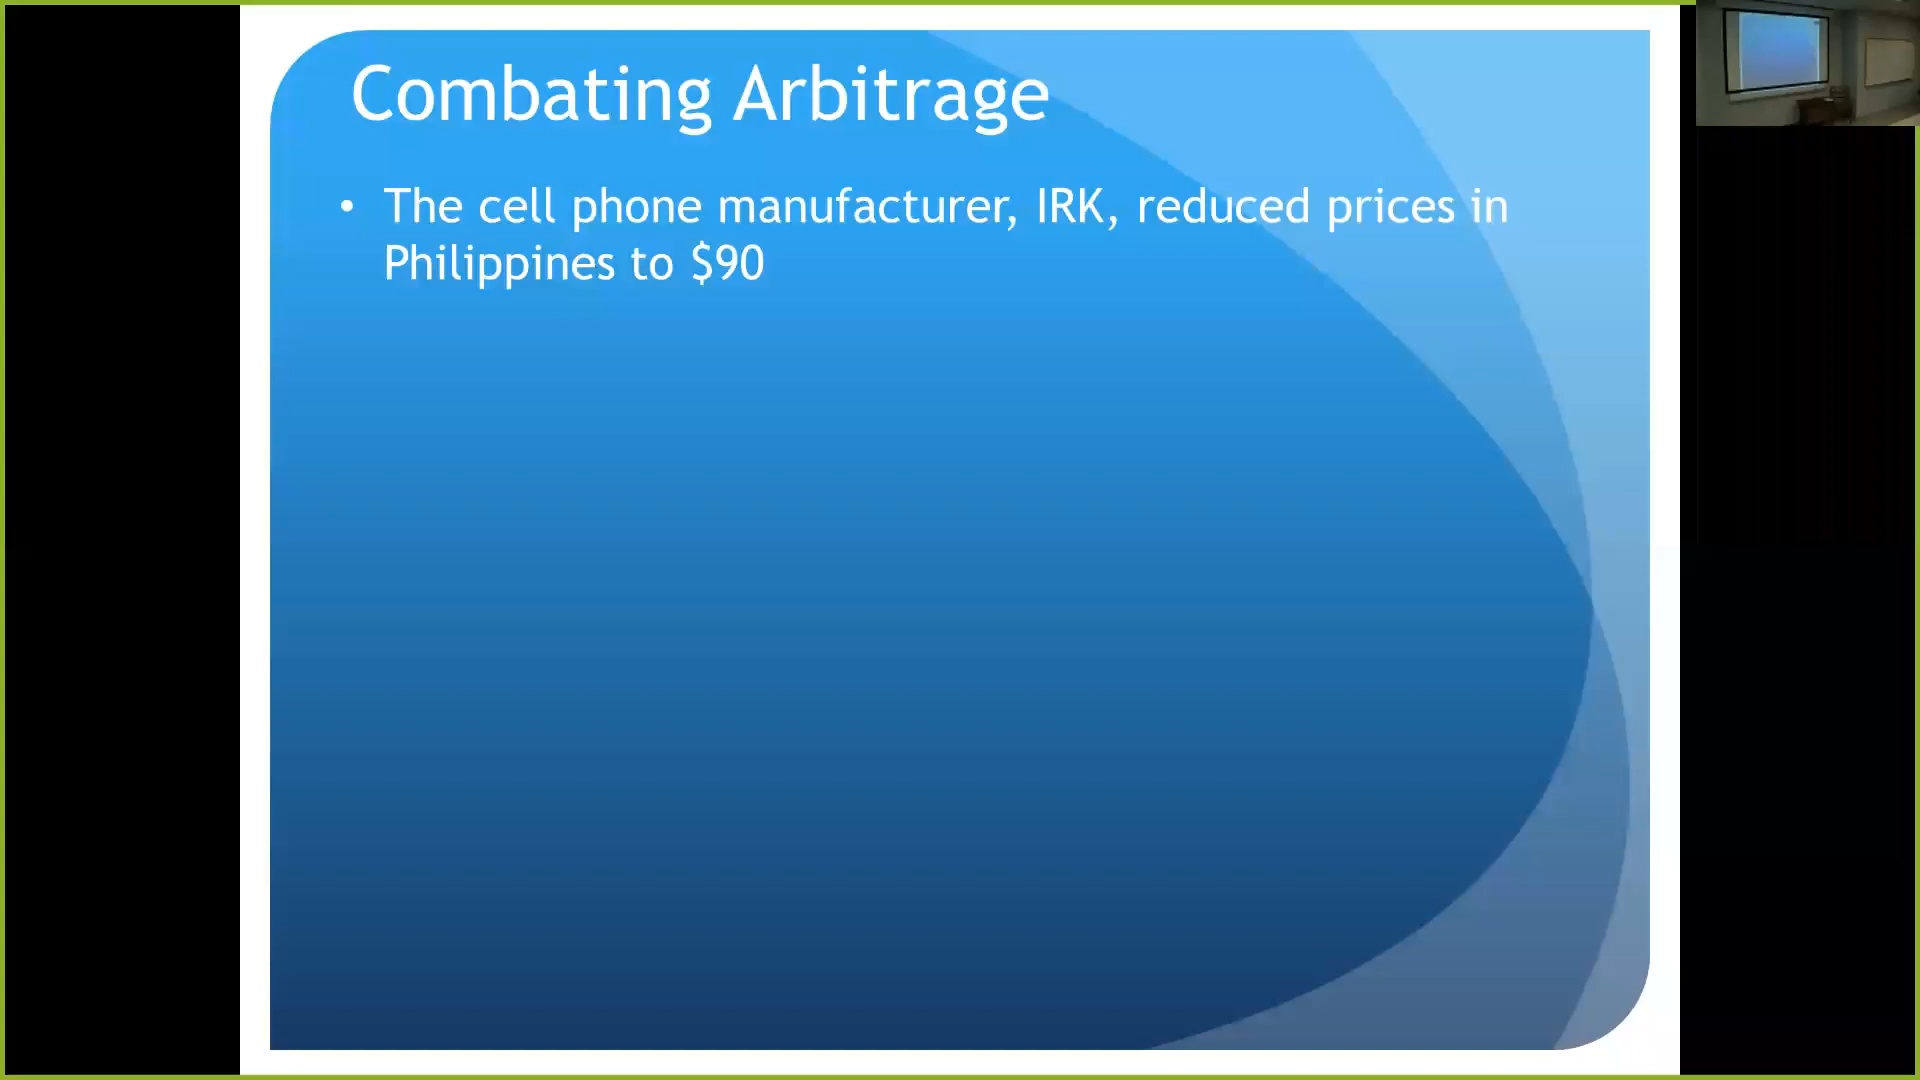 Combating Arbitrage
• The cell phone manufacturer, IRK, reduced prices in
Philippines to $90